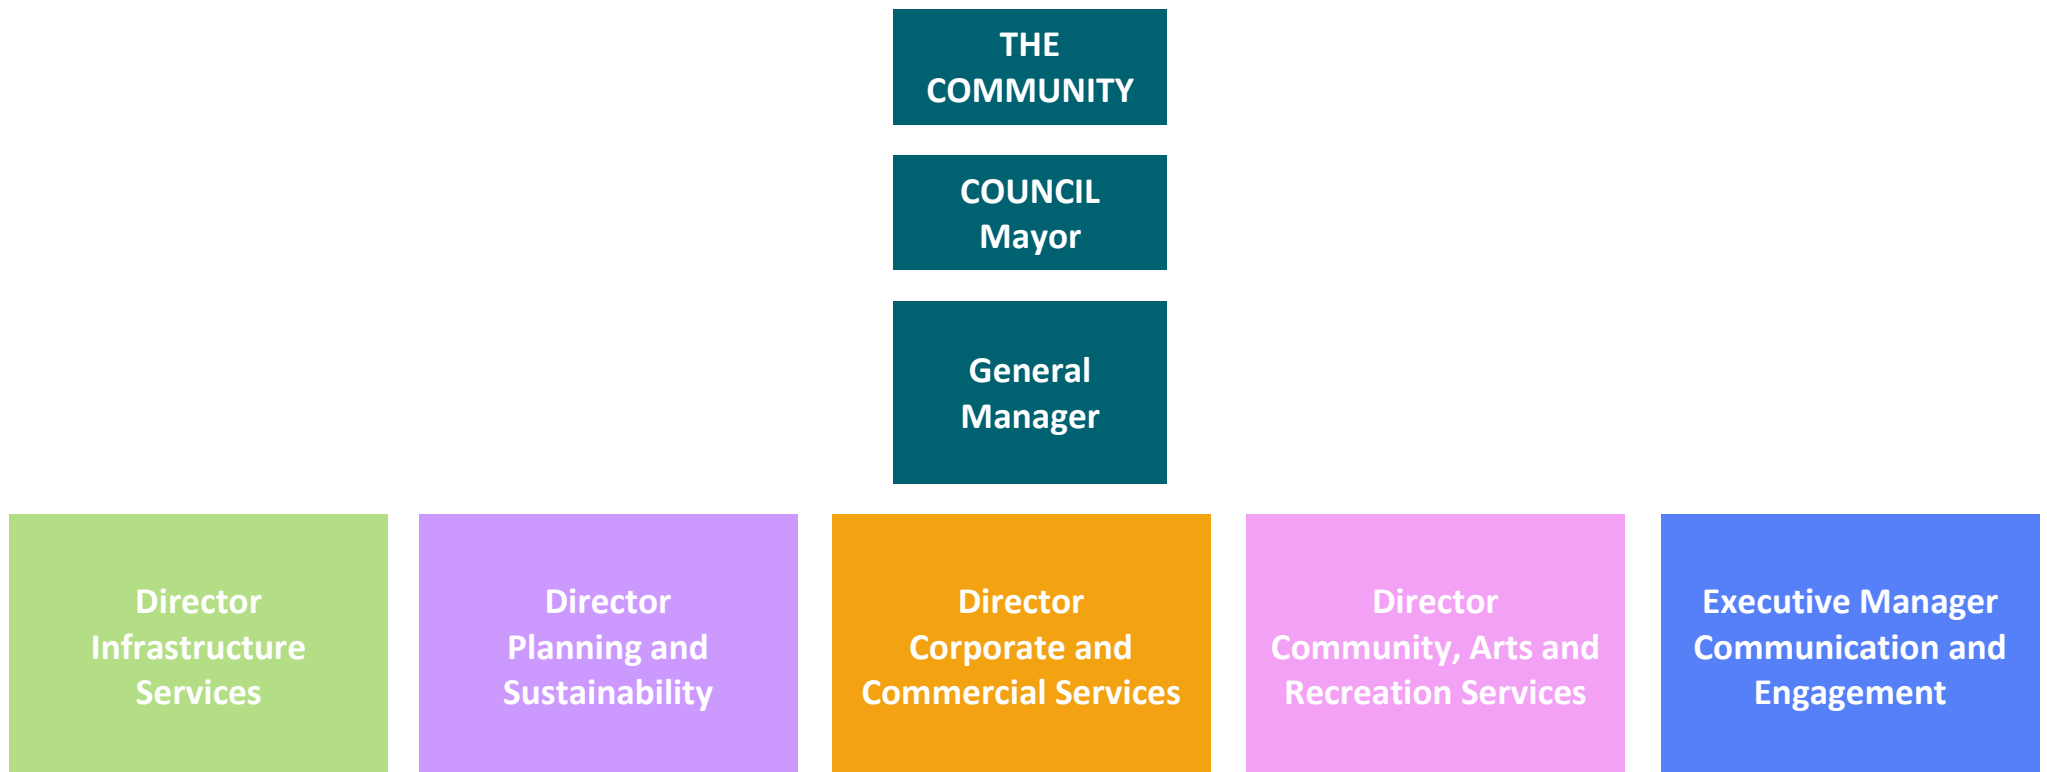 THE
COMMUNITY
COUNCIL
Mayor
General
Manager
Director
Infrastructure
Services
Director
Planning and
Sustainability
Director
Corporate and
Commercial Services
Director
Community, Arts and
Recreation Services
Executive Manager
Communication and
Engagement